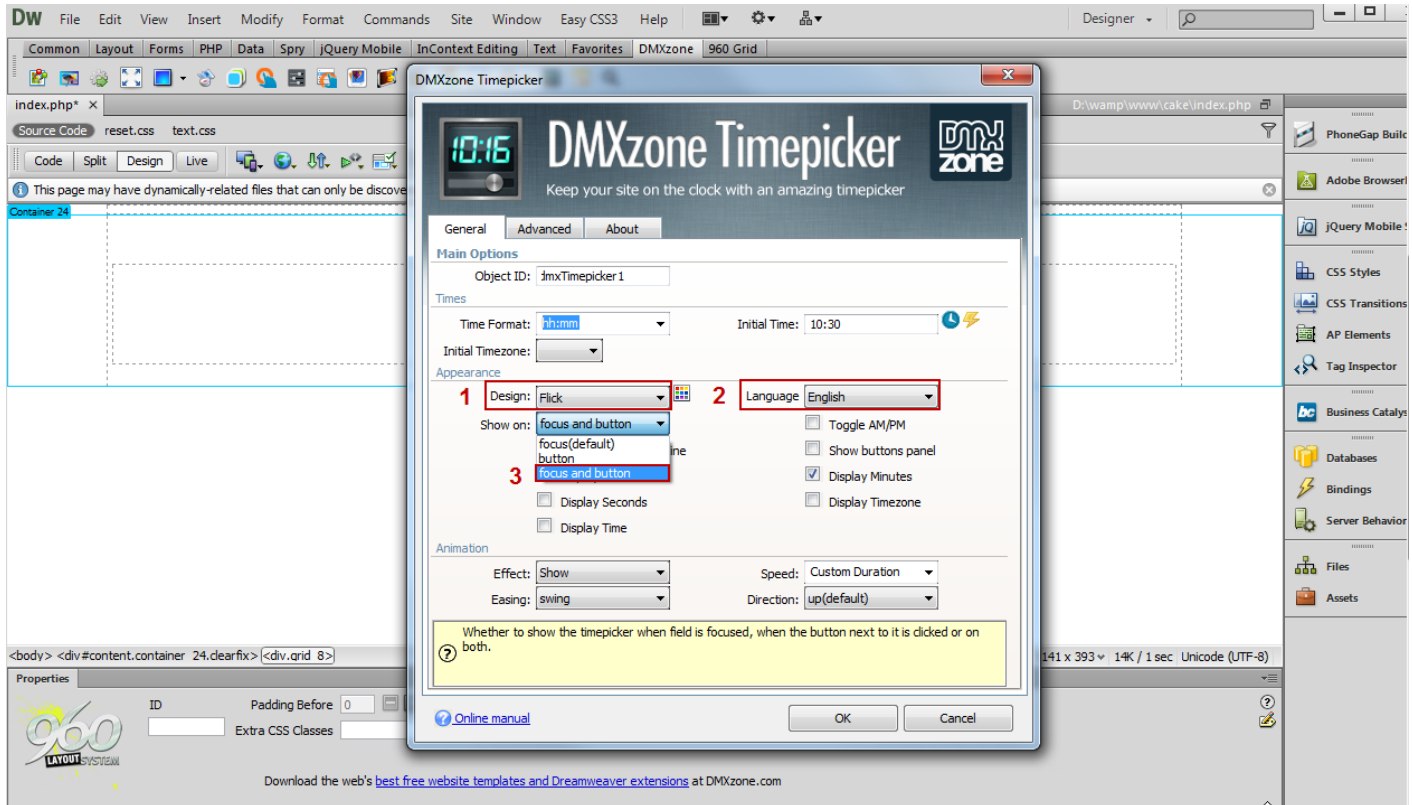 DW File Edit View Insert Modify Format Commands Site Window Easy CSS3 Help Designer
Common Layout Forms PHP Data Spry jQuery Mobile InContext Editing Text Favorites DMXzone 960 Grid
index.php* D:\wamp\www\cake\index.php
Source Code reset.css text.css
Code Split Design Live
This page may have dynamically-related files that can only be discove
Container 24
DMXzone Timepicker
10:16
DMXzone Timepicker
DMX zone
Keep your site on the clock with an amazing timepicker
General Advanced About
Main Options
Object ID: dmxTimepicker1
Times
Time Format: hh:mm Initial Time: 10:30
Initial Timezone:
Appearance
1 Design: Flick 2 Language English
Show on: focus and button Toggle AM/PM
focus(default)
button
ine Show buttons panel
3 focus and button Display Minutes
Display Seconds Display Timezone
Display Time
Animation
Effect: Show Speed: Custom Duration
Easing: swing Direction: up(default)
Whether to show the timepicker when field is focused, when the button next to it is clicked or on
both.
Online manual OK Cancel
PhoneGap Builc
Adobe Browserl
jQ jQuery Mobile
CSS Styles
CSS Transitions
AP Elements
Tag Inspector
bc Business Catalys
Databases
Bindings
Server Behavior
Files
Assets
<body> <div#content.container 24.clearfix> <div.grid 8> 141 x 393 14K / 1 sec Unicode (UTF-8)
Properties
ID Padding Before 0
Extra CSS Classes
960
LAYOUT SYSTEM
Download the web's best free website templates and Dreamweaver extensions at DMXzone.com